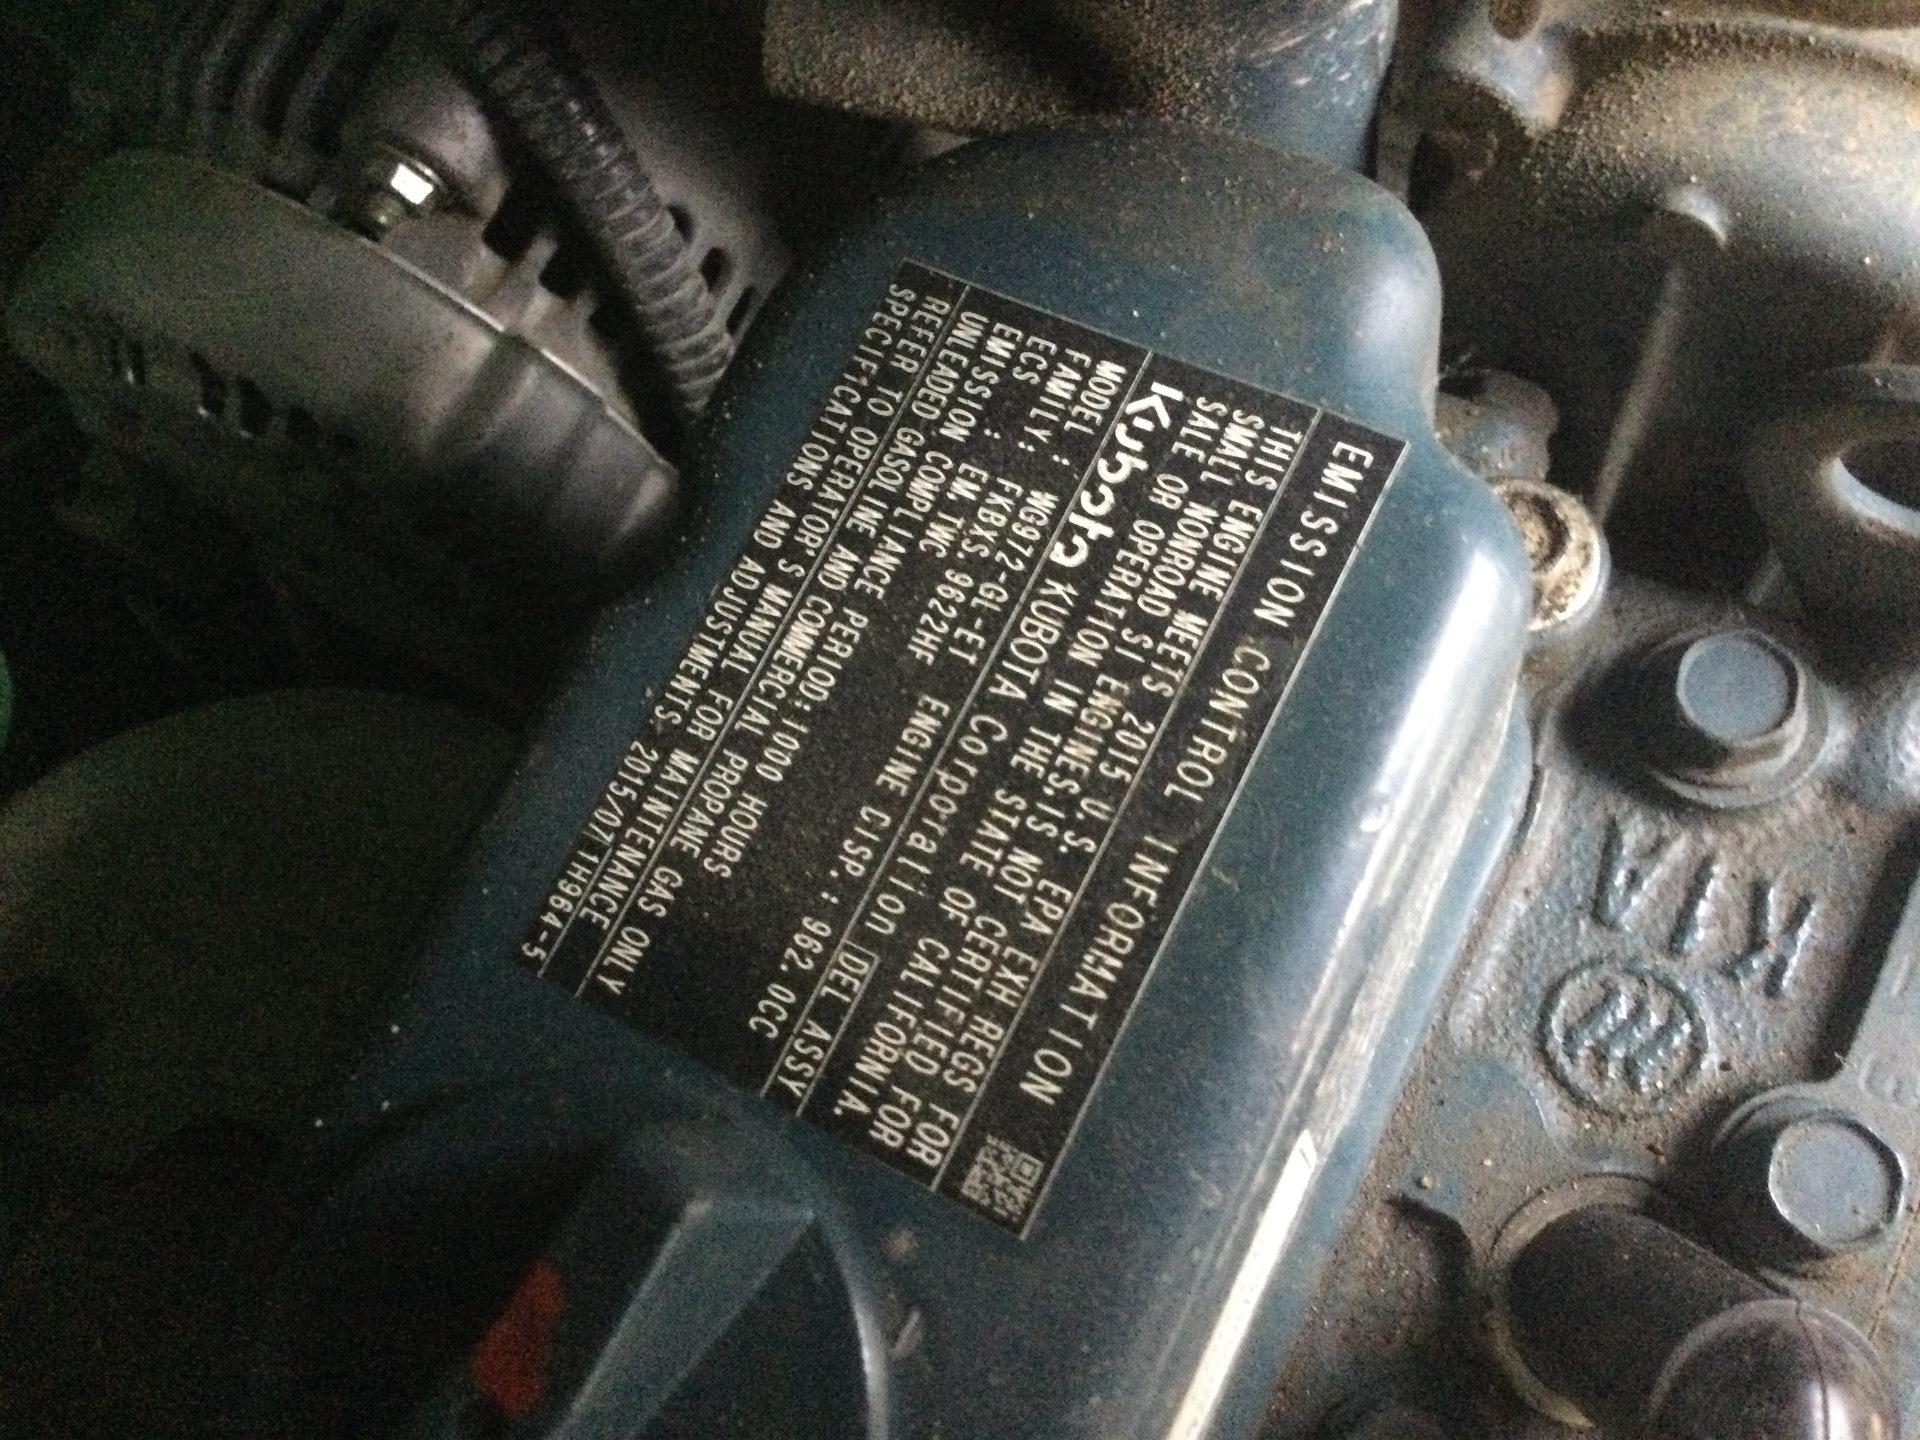 EMISSION CONTROL INFORMATION
THIS ENGINE MEETS 2015 U.S. EPA EXH REGS FOR
SMALL NONROAD SI ENGINES.IS NOT CERTIFIED FOR
SALE OR OPERATION IN THE STATE OF CALIFORNIA.
Kubota KUBOTA Corporation DEL ASSY
MODEL : WG972-GL-ET
FAMILY: FKBXS.9622HF ENGINE DISP.: 962.0CC
ECS : EM,TWC
EMISSION COMPLIANCE PERIOD:1000 HOURS
UNLEADED GASOLINE AND COMMERCIAL PROPANE GAS ONLY
REFER TO OPERATOR'S MANUAL FOR MAINTENANCE
SPECIFICATIONS AND ADJUSTMENTS. 2015/07,1H964-5
KIA